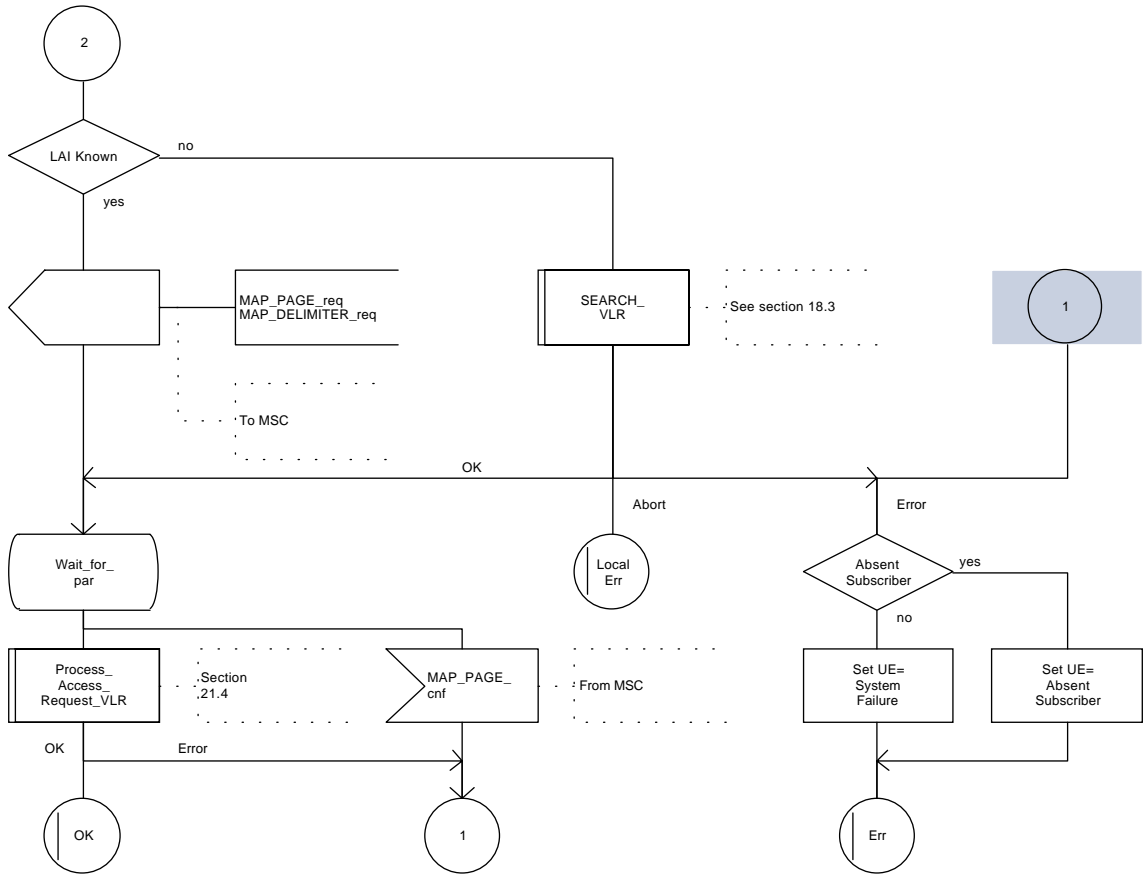 2
LAI Known
no
yes
MAP_PAGE_req
MAP_DELIMITER_req
SEARCH_
VLR
See section 18.3
1
To MSC
OK
Abort
Error
Wait_for_
par
Local
Err
Absent
Subscriber
yes
no
Process_
Access_
Request_VLR
Section
21.4
MAP_PAGE_
cnf
From MSC
Set UE=
System
Failure
Set UE=
Absent
Subscriber
OK
Error
OK
1
Err